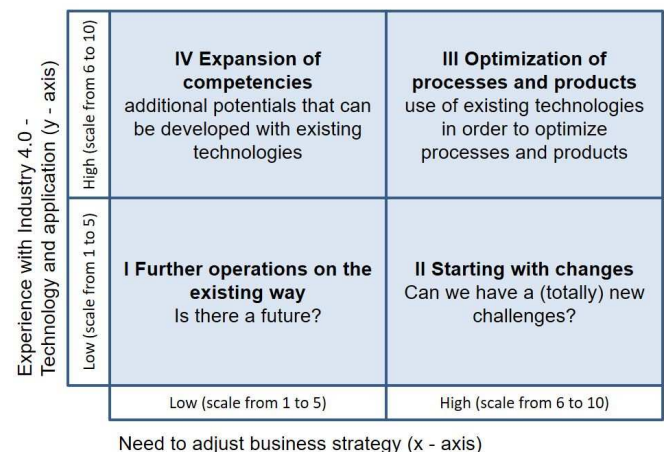 Experience with Industry 4.0 -
Technology and application (y - axis)
High (scale from 6 to 10)
IV Expansion of
competencies
additional potentials that can
be developed with existing
technologies
III Optimization of
processes and products
use of existing technologies
in order to optimize
processes and products
Low (scale from 1 to 5)
I Further operations on the
existing way
Is there a future?
II Starting with changes
Can we have a (totally) new
challenges?
Low (scale from 1 to 5)
High (scale from 6 to 10)
Need to adjust business strategy (x - axis)